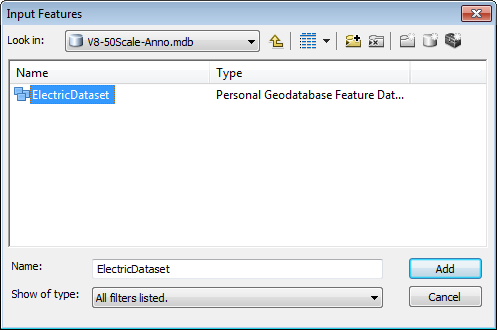 Input Features
Look in: V8-50Scale-Anno.mdb
Name Type
ElectricDataset Personal Geodatabase Feature Dat...
Name: ElectricDataset Add
Show of type: All filters listed. Cancel